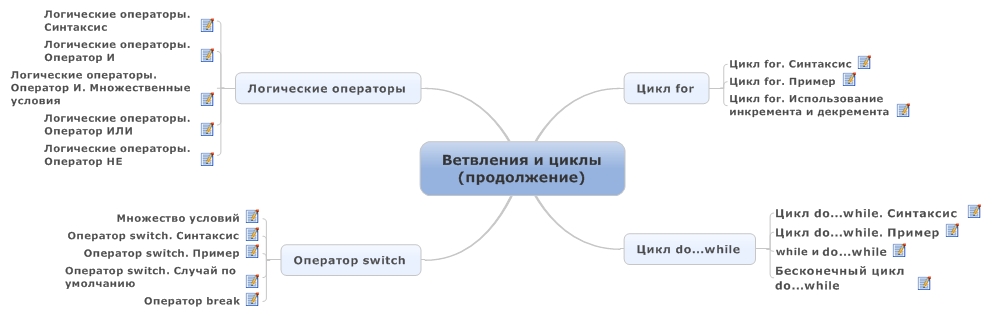 Логические операторы.
Синтаксис
Логические операторы.
Оператор И
Логические операторы.
Оператор И. Множественные
условия
Логические операторы.
Оператор ИЛИ
Логические операторы.
Оператор НЕ
Логические операторы
Цикл for
Цикл for. Синтаксис
Цикл for. Пример
Цикл for. Использование
инкремента и декремента
Ветвления и циклы
(продолжение)
Множество условий
Оператор switch. Синтаксис
Оператор switch. Пример
Оператор switch. Случай по
умолчанию
Оператор break
Оператор switch
Цикл do...while
Цикл do...while. Синтаксис
Цикл do...while. Пример
while и do...while
Бесконечный цикл
do...while